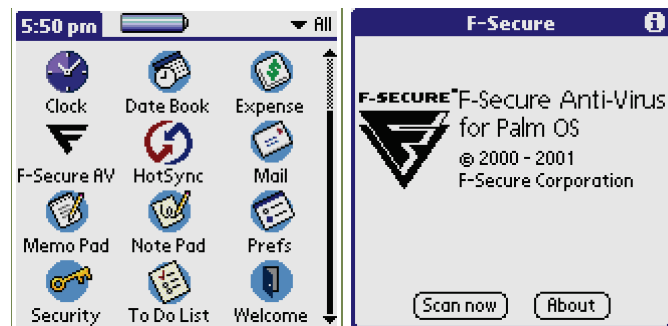 5:50 pm
All
Clock
Date Book
Expense
F-Secure AV
HotSync
Mail
Memo Pad
Note Pad
Prefs
Security
To Do List
Welcome
F-Secure
i
F-SECURE®
F-Secure Anti-Virus
for Palm OS
© 2000 - 2001
F-Secure Corporation
Scan now
About